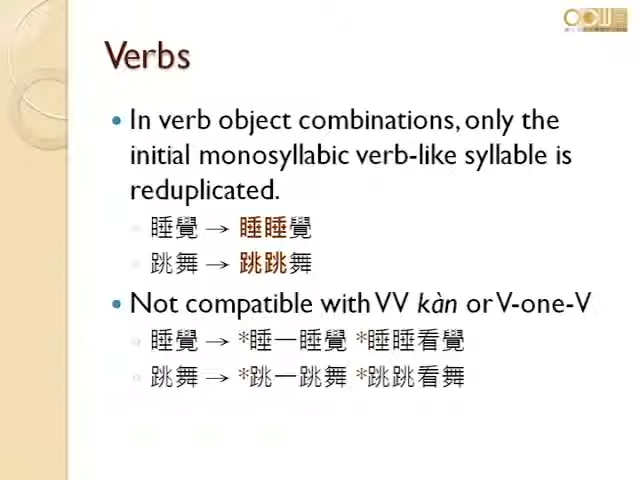 Verbs
In verb object combinations, only the
initial monosyllabic verb-like syllable is
reduplicated.
睡覺 → 睡睡覺
跳舞 → 跳跳舞
Not compatible with VV kàn or V-one-V
睡覺 → *睡一睡覺 *睡睡看覺
跳舞 → *跳一跳舞 *跳跳看舞